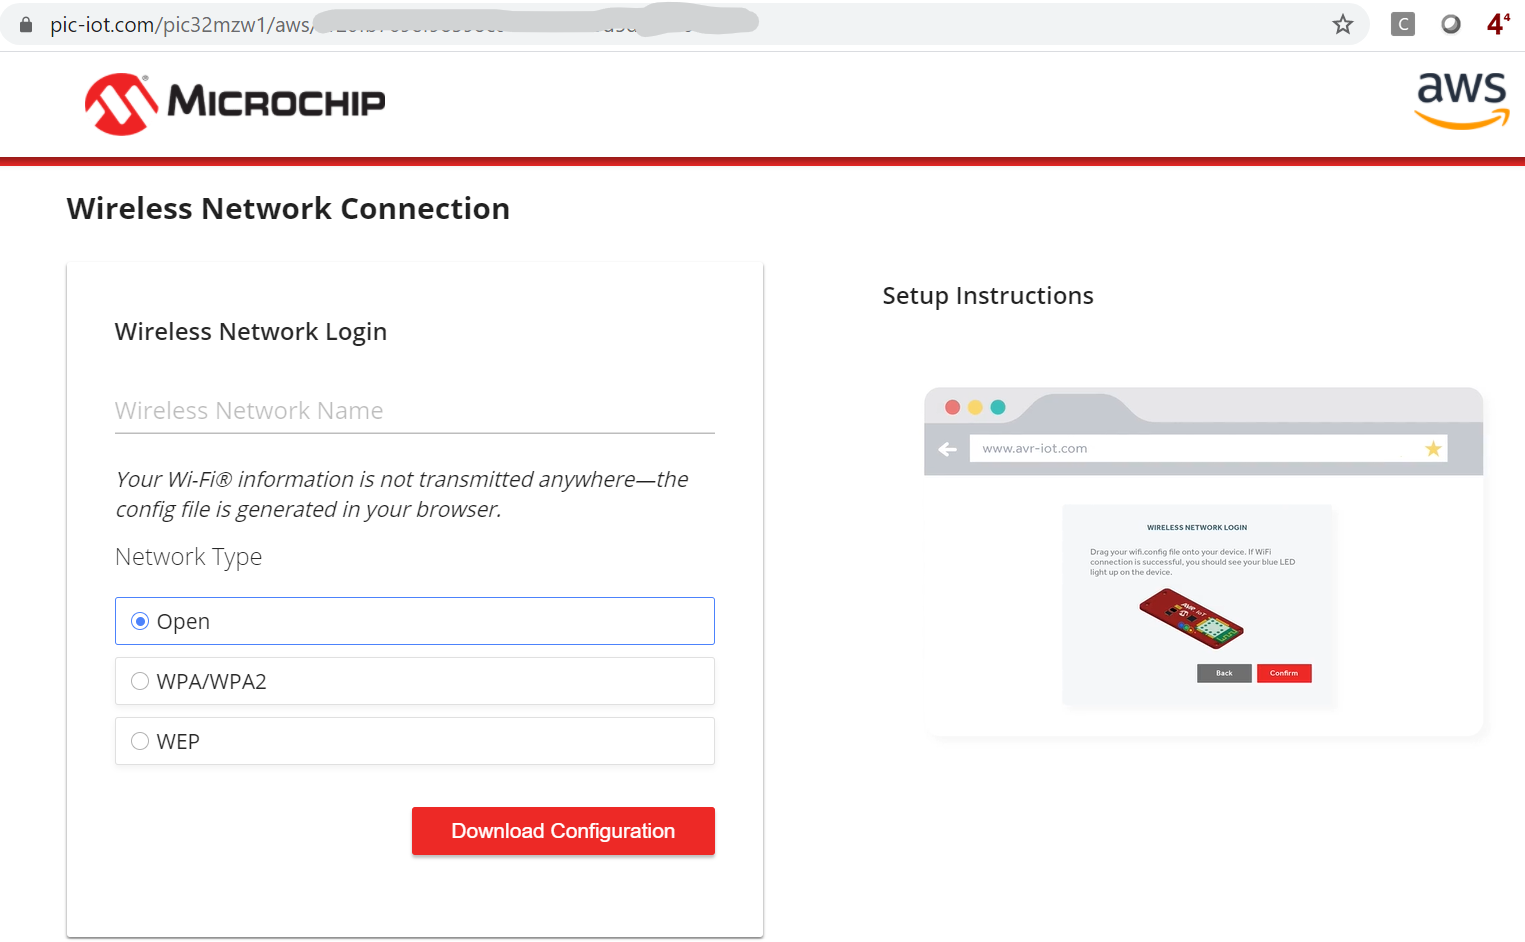 pic-iot.com/pic32mzw1/aws/
C
4⁴
MICROCHIP
aws
Wireless Network Connection
Wireless Network Login
Wireless Network Name
Your Wi-Fi® information is not transmitted anywhere—the
config file is generated in your browser.
Network Type
Open
WPA/WPA2
WEP
Download Configuration
Setup Instructions
www.avr-iot.com
WIRELESS NETWORK LOGIN
Drag your wifi.config file onto your device. If WiFi
connection is successful, you should see your blue LED
light up on the device.
AVR IoT
Back
Confirm